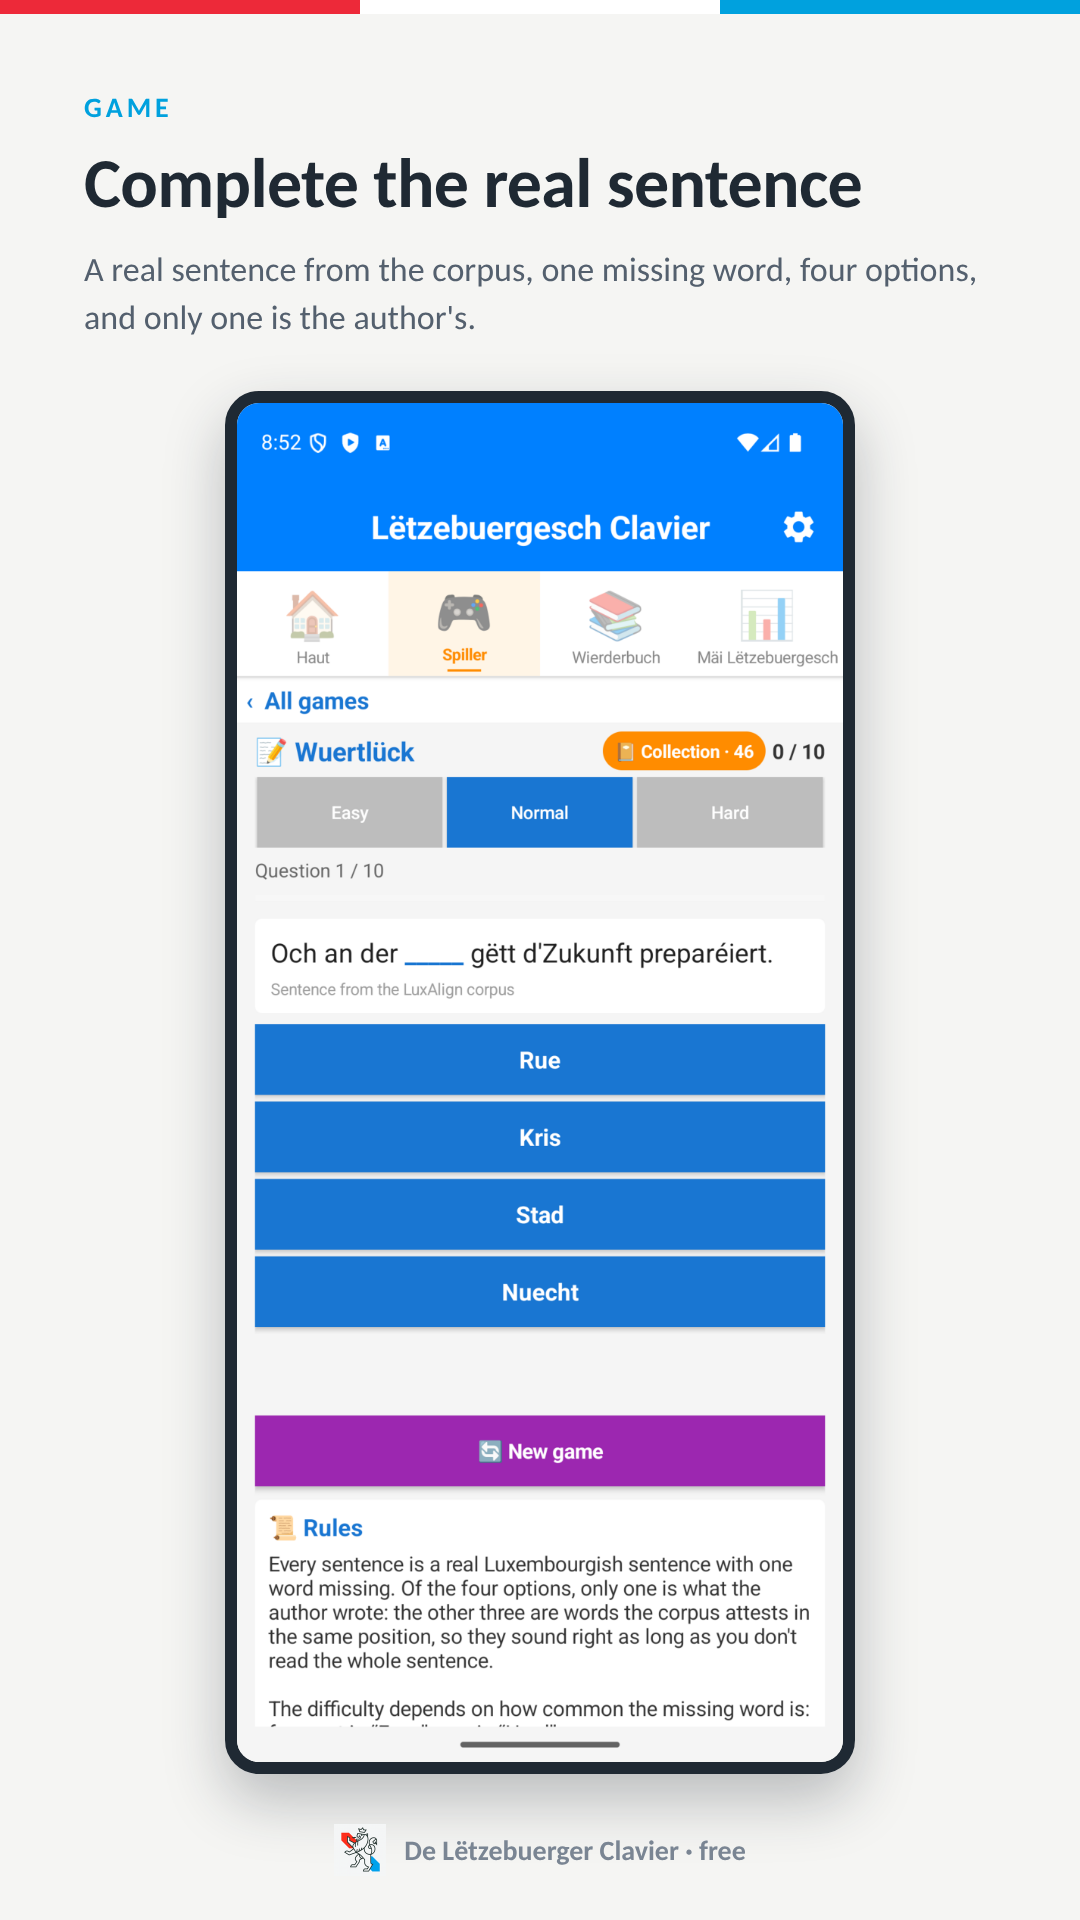 GAME
Complete the real sentence
A real sentence from the corpus, one missing word, four options,
and only one is the author's.
8:52
Lëtzebuergesch Clavier
Haut
Spiller
Wierderbuch
Mäi Lëtzebuergesch
‹ All games
Wuertlück
Collection · 46
0 / 10
Easy
Normal
Hard
Question 1 / 10
Och an der _____ gëtt d'Zukunft preparéiert.
Sentence from the LuxAlign corpus
Rue
Kris
Stad
Nuecht
New game
Rules
Every sentence is a real Luxembourgish sentence with one
word missing. Of the four options, only one is what the
author wrote: the other three are words the corpus attests in
the same position, so they sound right as long as you don't
read the whole sentence.
The difficulty depends on how common the missing word is:
De Lëtzebuerger Clavier · free